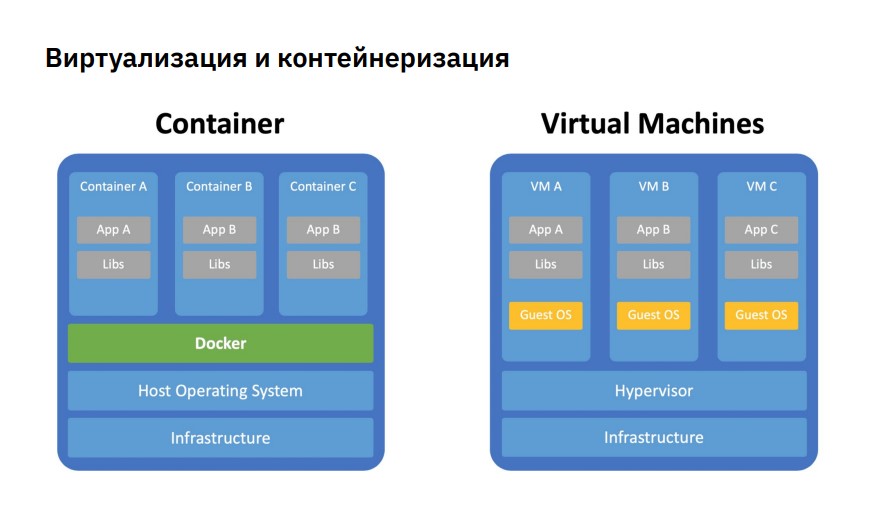 Виртуализация и контейнеризация
Container
Container A
Container B
Container C
App A
App B
App B
Libs
Libs
Libs
Docker
Host Operating System
Infrastructure
Virtual Machines
VM A
VM B
VM C
App A
App B
App C
Libs
Libs
Libs
Guest OS
Guest OS
Guest OS
Hypervisor
Infrastructure